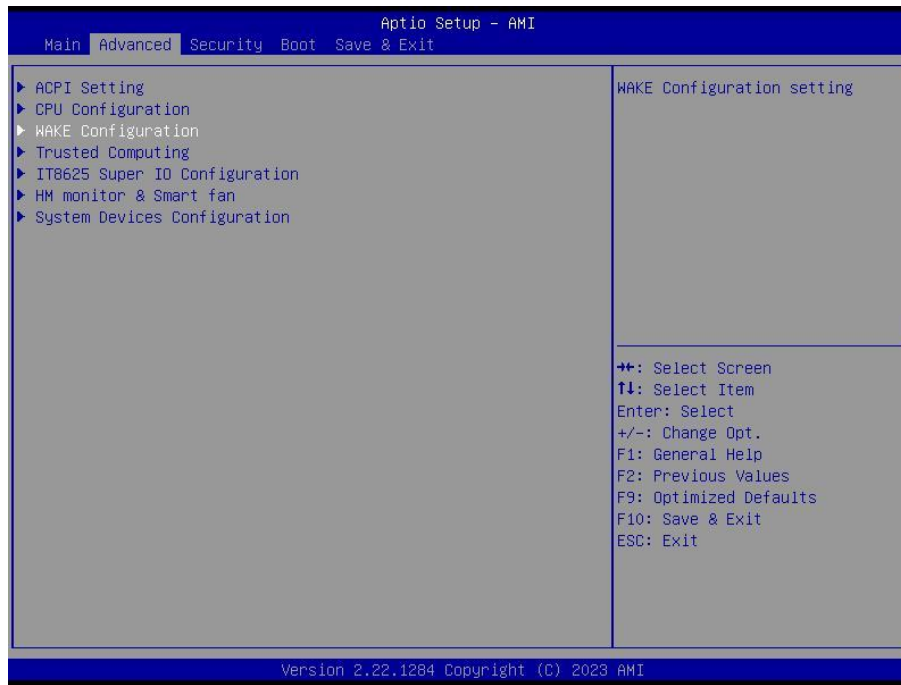 Aptio Setup – AMI
Main Advanced Security Boot Save & Exit
▶ ACPI Setting
▶ CPU Configuration
▶ WAKE Configuration
▶ Trusted Computing
▶ IT8625 Super IO Configuration
▶ HM monitor & Smart fan
▶ System Devices Configuration
WAKE Configuration setting
→←: Select Screen
↑↓: Select Item
Enter: Select
+/-: Change Opt.
F1: General Help
F2: Previous Values
F9: Optimized Defaults
F10: Save & Exit
ESC: Exit
Version 2.22.1284 Copyright (C) 2023 AMI